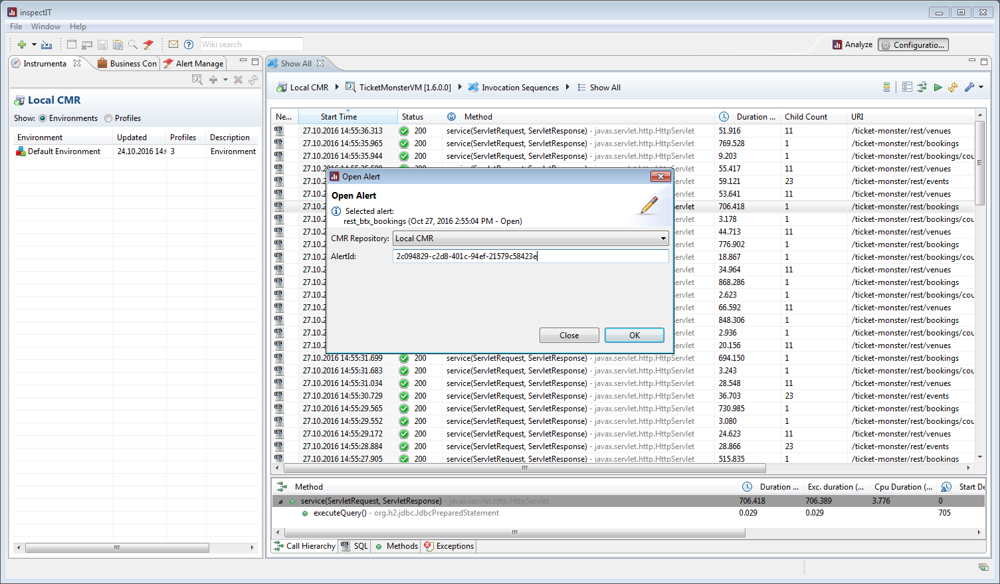 inspectIT
File Window Help
Wiki search
Analyze
Configuratio...
Instrumenta
Business Con
Alert Manage
Local CMR
Show: Environments Profiles
Environment Updated Profiles Description
Default Environment 24.10.2016 14: 3 Environment
Show All
Local CMR TicketMonsterVM [1.6.0.0] Invocation Sequences Show All
Ne... Start Time Status Method Duration ... Child Count URI
27.10.2016 14:55:36.313 200 service(ServletRequest, ServletResponse) - javax.servlet.http.HttpServlet 51.916 11 /ticket-monster/rest/venues
27.10.2016 14:55:35.965 200 service(ServletRequest, ServletResponse) - javax.servlet.http.HttpServlet 769.528 1 /ticket-monster/rest/bookings
27.10.2016 14:55:35.944 200 service(ServletRequest, ServletResponse) - javax.servlet.http.HttpServlet 9.203 1 /ticket-monster/rest/bookings/cou
55.417 11 /ticket-monster/rest/venues
27.10.2 rvlet 59.121 23 /ticket-monster/rest/events
27.10.2 rvlet 53.641 11 /ticket-monster/rest/venues
27.10.2 rvlet 706.418 1 /ticket-monster/rest/bookings
27.10.2 rvlet 3.178 1 /ticket-monster/rest/bookings/cou
27.10.2 rvlet 44.713 11 /ticket-monster/rest/venues
27.10.2 rvlet 776.902 1 /ticket-monster/rest/bookings
27.10.2 rvlet 18.867 1 /ticket-monster/rest/bookings/cou
27.10.2 rvlet 34.964 11 /ticket-monster/rest/venues
27.10.2 rvlet 868.286 1 /ticket-monster/rest/bookings
27.10.2 rvlet 2.623 1 /ticket-monster/rest/bookings/cou
27.10.2 rvlet 66.592 11 /ticket-monster/rest/venues
27.10.2 rvlet 848.306 1 /ticket-monster/rest/bookings
27.10.2 rvlet 2.936 1 /ticket-monster/rest/bookings/cou
27.10.2 rvlet 20.156 11 /ticket-monster/rest/venues
27.10.2016 14:55:31.699 200 service(ServletRequest, ServletResponse) - javax.servlet.http.HttpServlet 694.150 1 /ticket-monster/rest/bookings
27.10.2016 14:55:31.683 200 service(ServletRequest, ServletResponse) - javax.servlet.http.HttpServlet 3.243 1 /ticket-monster/rest/bookings/cou
27.10.2016 14:55:31.034 200 service(ServletRequest, ServletResponse) - javax.servlet.http.HttpServlet 28.548 11 /ticket-monster/rest/venues
27.10.2016 14:55:30.729 200 service(ServletRequest, ServletResponse) - javax.servlet.http.HttpServlet 36.703 23 /ticket-monster/rest/events
27.10.2016 14:55:29.565 200 service(ServletRequest, ServletResponse) - javax.servlet.http.HttpServlet 730.985 1 /ticket-monster/rest/bookings
27.10.2016 14:55:29.552 200 service(ServletRequest, ServletResponse) - javax.servlet.http.HttpServlet 3.080 1 /ticket-monster/rest/bookings/cou
27.10.2016 14:55:29.172 200 service(ServletRequest, ServletResponse) - javax.servlet.http.HttpServlet 24.623 11 /ticket-monster/rest/venues
27.10.2016 14:55:28.884 200 service(ServletRequest, ServletResponse) - javax.servlet.http.HttpServlet 28.866 23 /ticket-monster/rest/events
27.10.2016 14:55:27.905 200 service(ServletRequest, ServletResponse) - javax.servlet.http.HttpServlet 515.835 1 /ticket-monster/rest/bookings
Open Alert
Open Alert
Selected alert:
rest_btx_bookings (Oct 27, 2016 2:55:04 PM - Open)
CMR Repository: Local CMR
AlertId: 2c094829-c2d8-401c-94ef-21579c58423e
Close OK
Method Duration ... Exc. duration (... Cpu Duration (... Start De
service(ServletRequest, ServletResponse) - javax.servlet.http.HttpServlet 706.418 706.389 3.776 0
executeQuery() - org.h2.jdbc.JdbcPreparedStatement 0.029 0.029 705
Call Hierarchy SQL Methods Exceptions